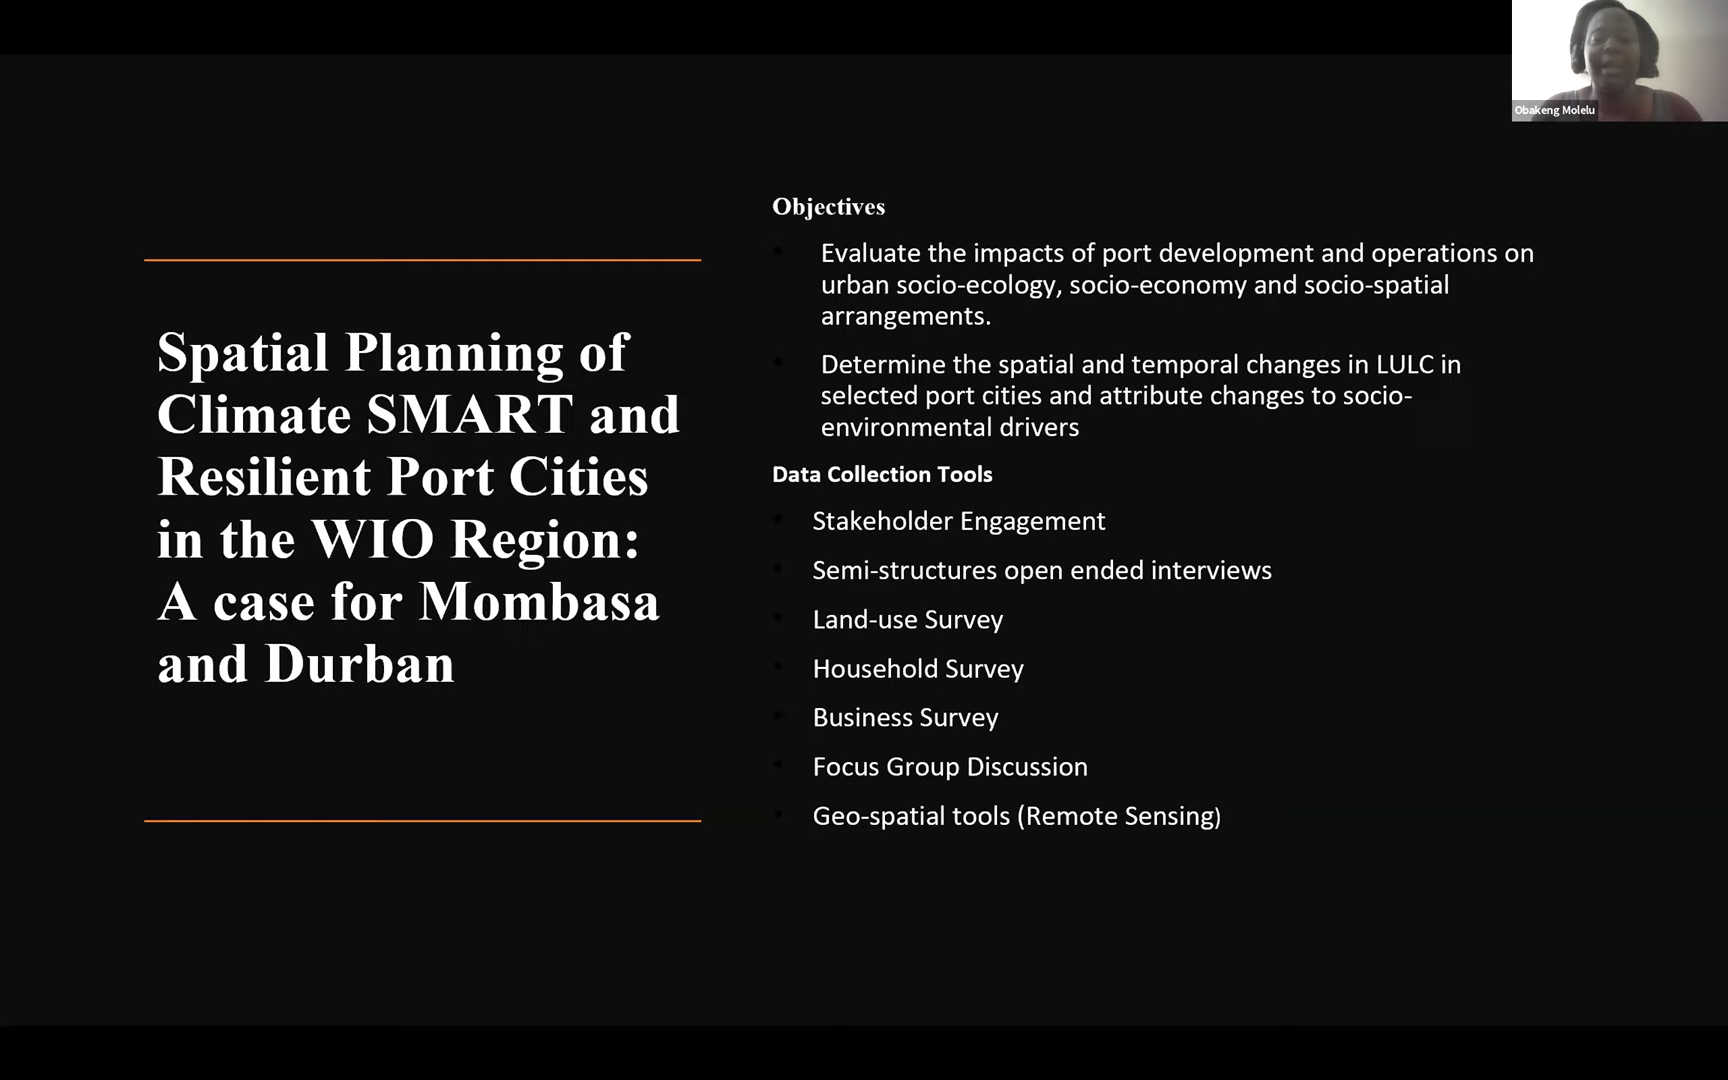 Obakeng Molelu
Spatial Planning of
Climate SMART and
Resilient Port Cities
in the WIO Region:
A case for Mombasa
and Durban
Objectives
Evaluate the impacts of port development and operations on
urban socio-ecology, socio-economy and socio-spatial
arrangements.
Determine the spatial and temporal changes in LULC in
selected port cities and attribute changes to socio-
environmental drivers
Data Collection Tools
Stakeholder Engagement
Semi-structures open ended interviews
Land-use Survey
Household Survey
Business Survey
Focus Group Discussion
Geo-spatial tools (Remote Sensing)